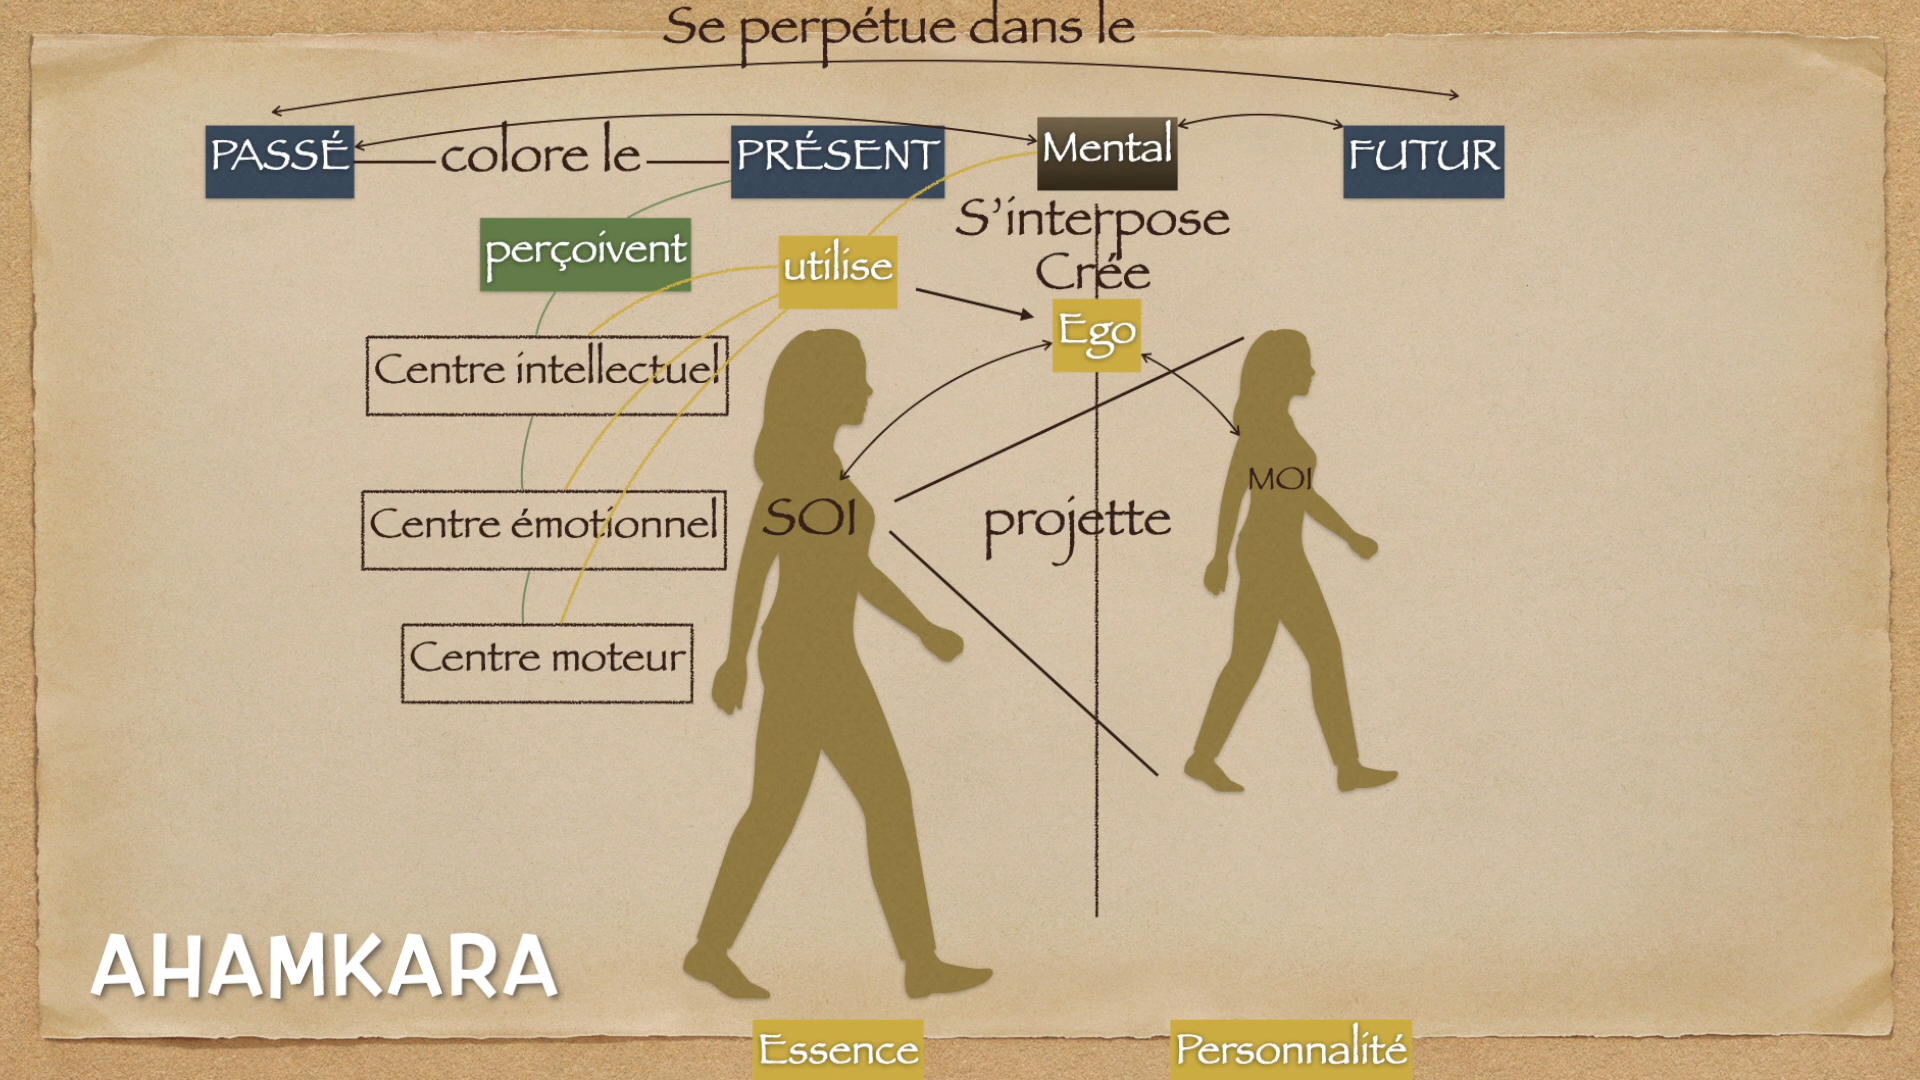 Se perpétue dans le
PASSÉ
colore le
PRÉSENT
Mental
FUTUR
S’interpose
Crée
perçoivent
utilise
Ego
Centre intellectuel
Centre émotionnel
Centre moteur
SOI
projette
MOI
AHAMKARA
Essence
Personnalité